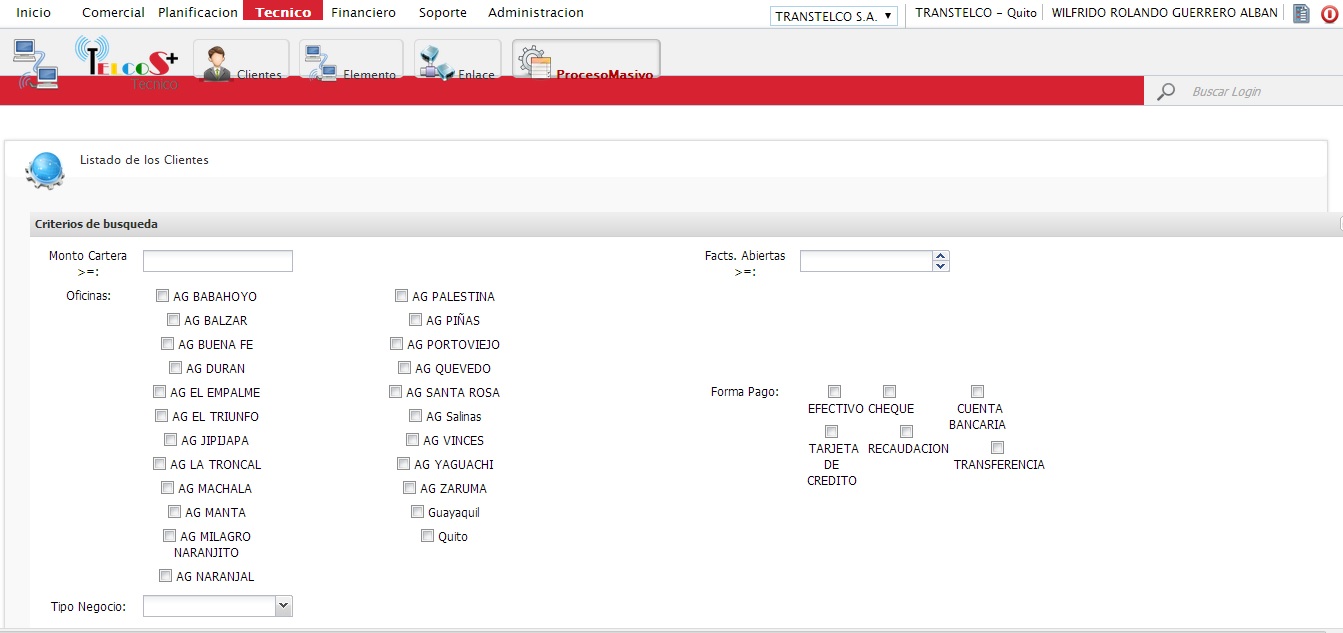 Inicio Comercial Planificacion Tecnico Financiero Soporte Administracion TRANSTELCO S.A. TRANSTELCO - Quito WILFRIDO ROLANDO GUERRERO ALBAN
TELCOS+ Clientes Elemento Enlace ProcesoMasivo
Tecnico Buscar Login
Listado de los Clientes
Criterios de busqueda
Monto Cartera >=: Facts. Abiertas >=:
Oficinas:
AG BABAHOYO AG PALESTINA
AG BALZAR AG PIÑAS
AG BUENA FE AG PORTOVIEJO
AG DURAN AG QUEVEDO
AG EL EMPALME AG SANTA ROSA
AG EL TRIUNFO AG Salinas
AG JIPIJAPA AG VINCES
AG LA TRONCAL AG YAGUACHI
AG MACHALA AG ZARUMA
AG MANTA Guayaquil
AG MILAGRO Quito
NARANJITO
AG NARANJAL
Forma Pago:
EFECTIVO CHEQUE CUENTA
BANCARIA
TARJETA RECAUDACION
DE TRANSFERENCIA
CREDITO
Tipo Negocio: